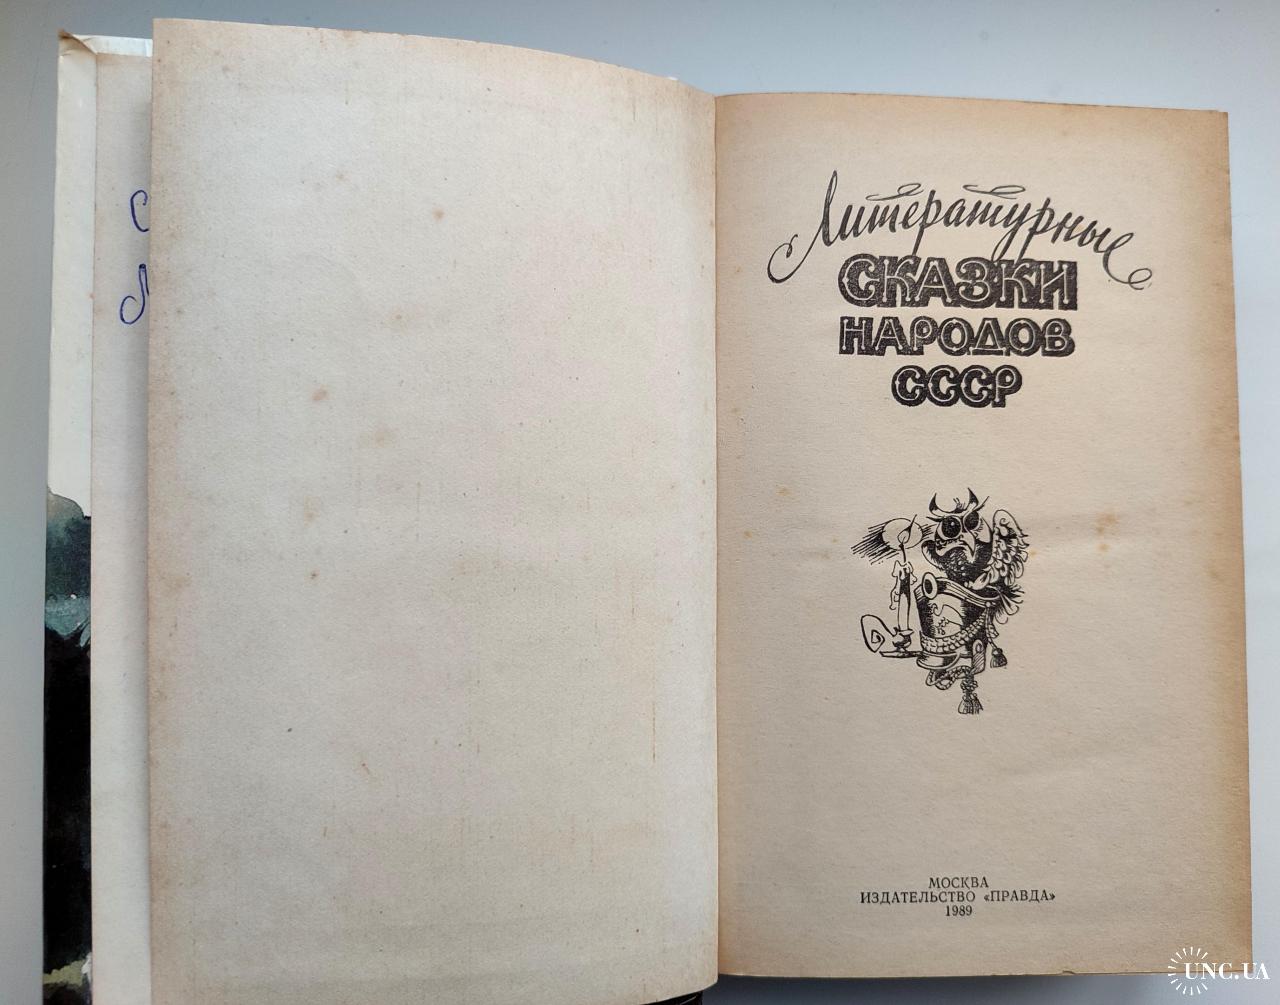 Литературные
СКАЗКИ
НАРОДОВ
СССР
МОСКВА
ИЗДАТЕЛЬСТВО «ПРАВДА»
1989
UNC.UA